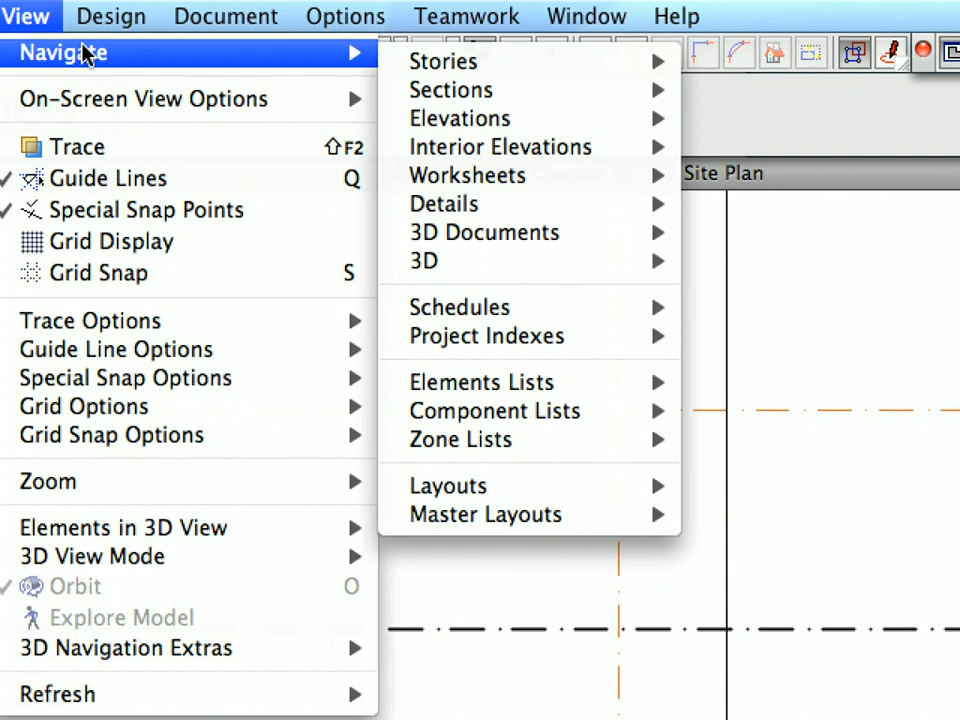 View Design Document Options Teamwork Window Help
Navigate
On-Screen View Options
Trace ⇧F2
Guide Lines Q
Special Snap Points
Grid Display
Grid Snap S
Trace Options
Guide Line Options
Special Snap Options
Grid Options
Grid Snap Options
Zoom
Elements in 3D View
3D View Mode
Orbit O
Explore Model
3D Navigation Extras
Refresh
Stories
Sections
Elevations
Interior Elevations
Worksheets
Details
3D Documents
3D
Schedules
Project Indexes
Elements Lists
Component Lists
Zone Lists
Layouts
Master Layouts
Site Plan